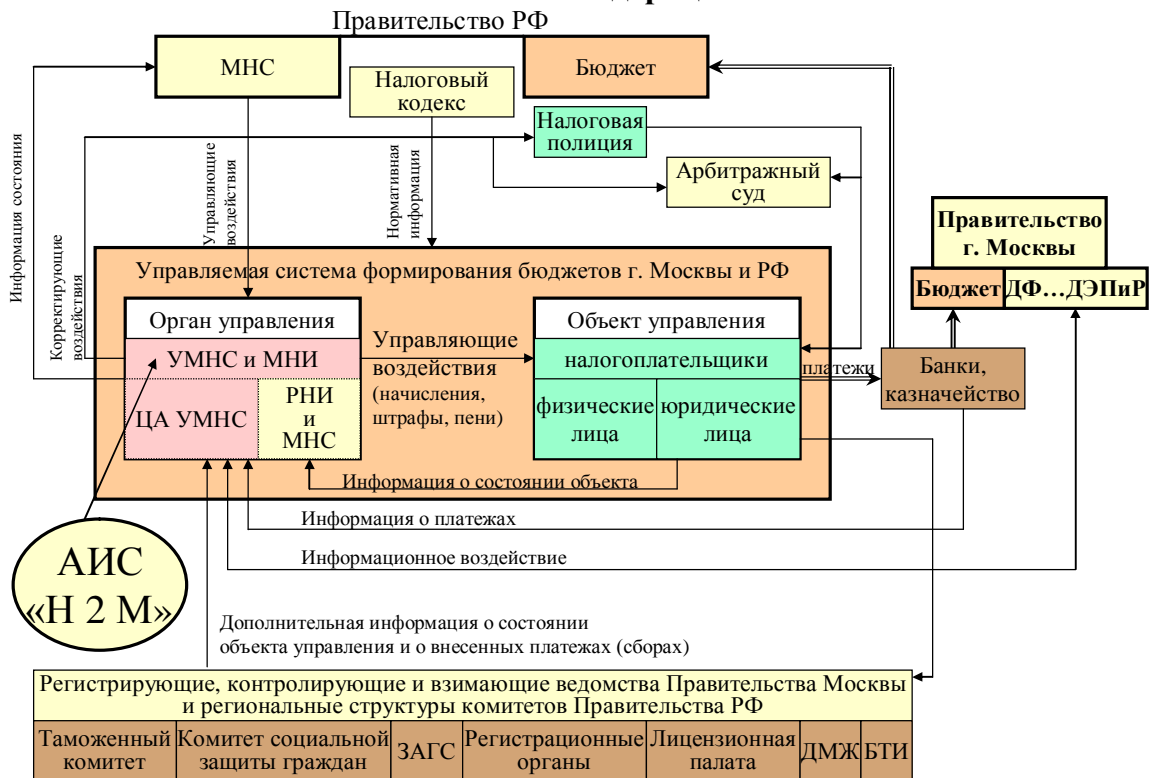 Правительство РФ
МНС
Бюджет
Налоговый
кодекс
Налоговая
полиция
Арбитражный
суд
Информация состояния
Корректирующие
воздействия
Управляющие
воздействия
Нормативная
информация
Правительство
г. Москвы
Бюджет
ДФ…ДЭПиР
Управляемая система формирования бюджетов г. Москвы и РФ
Орган управления
УМНС и МНИ
ЦА УМНС
РНИ
и
МНС
Управляющие
воздействия
(начисления,
штрафы, пени)
Объект управления
налогоплательщики
физические
лица
юридические
лица
платежи
Банки,
казначейство
Информация о состоянии объекта
Информация о платежах
Информационное воздействие
АИС
«Н 2 М»
Дополнительная информация о состоянии
объекта управления и о внесенных платежах (сборах)
Регистрирующие, контролирующие и взимающие ведомства Правительства Москвы
и региональные структуры комитетов Правительства РФ
Таможенный
комитет
Комитет социальной
защиты граждан
ЗАГС
Регистрационные
органы
Лицензионная
палата
ДМЖ
БТИ